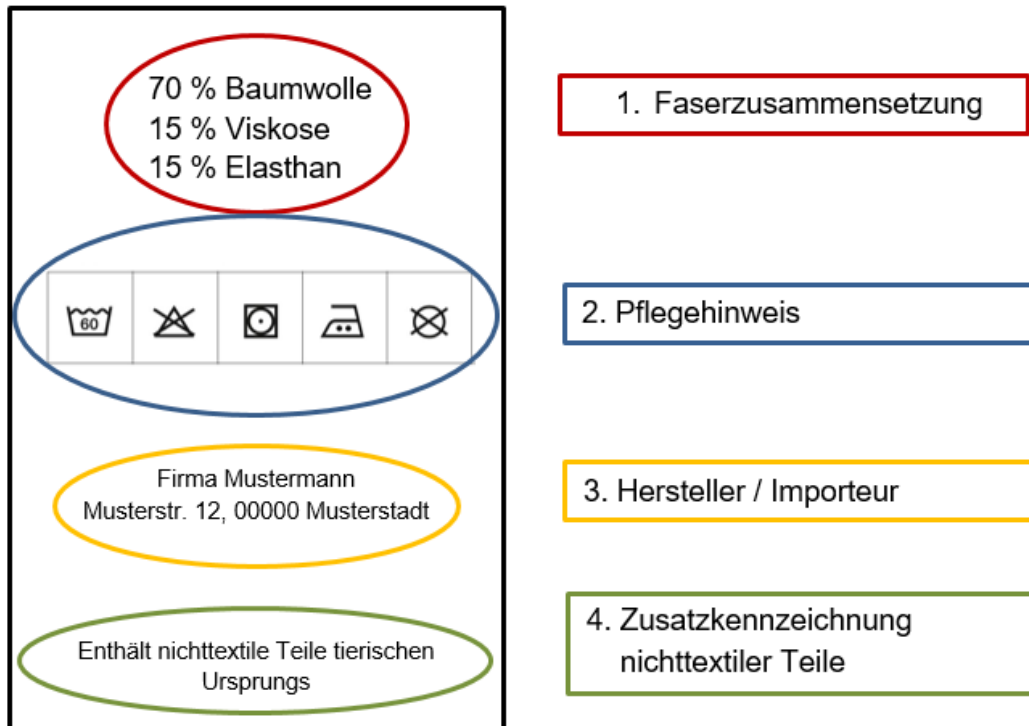 70 % Baumwolle
15 % Viskose
15 % Elasthan
1. Faserzusammensetzung
60
2. Pflegehinweis
Firma Mustermann
Musterstr. 12, 00000 Musterstadt
3. Hersteller / Importeur
Enthält nichttextile Teile tierischen
Ursprungs
4. Zusatzkennzeichnung
nichttextiler Teile